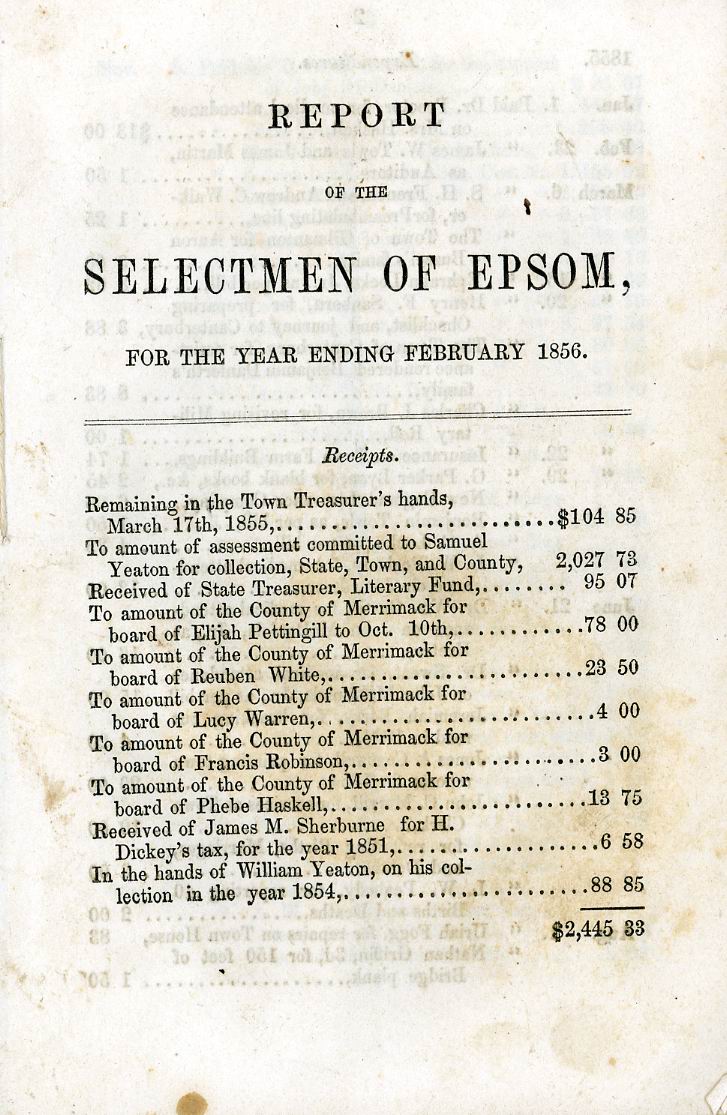 REPORT
OF THE
SELECTMEN OF EPSOM,
FOR THE YEAR ENDING FEBRUARY 1856.
Receipts.
Remaining in the Town Treasurer's hands,
March 17th, 1855,........................$104 85
To amount of assessment committed to Samuel
Yeaton for collection, State, Town, and County, 2,027 73
Received of State Treasurer, Literary Fund,........ 95 07
To amount of the County of Merrimack for
board of Elijah Pettingill to Oct. 10th,............78 00
To amount of the County of Merrimack for
board of Reuben White,........................23 50
To amount of the County of Merrimack for
board of Lucy Warren,..........................4 00
To amount of the County of Merrimack for
board of Francis Robinson,.......................3 00
To amount of the County of Merrimack for
board of Phebe Haskell,........................13 75
Received of James M. Sherburne for H.
Dickey's tax, for the year 1851,...................6 58
In the hands of William Yeaton, on his col-
lection in the year 1854,........................88 85
$2,445 33